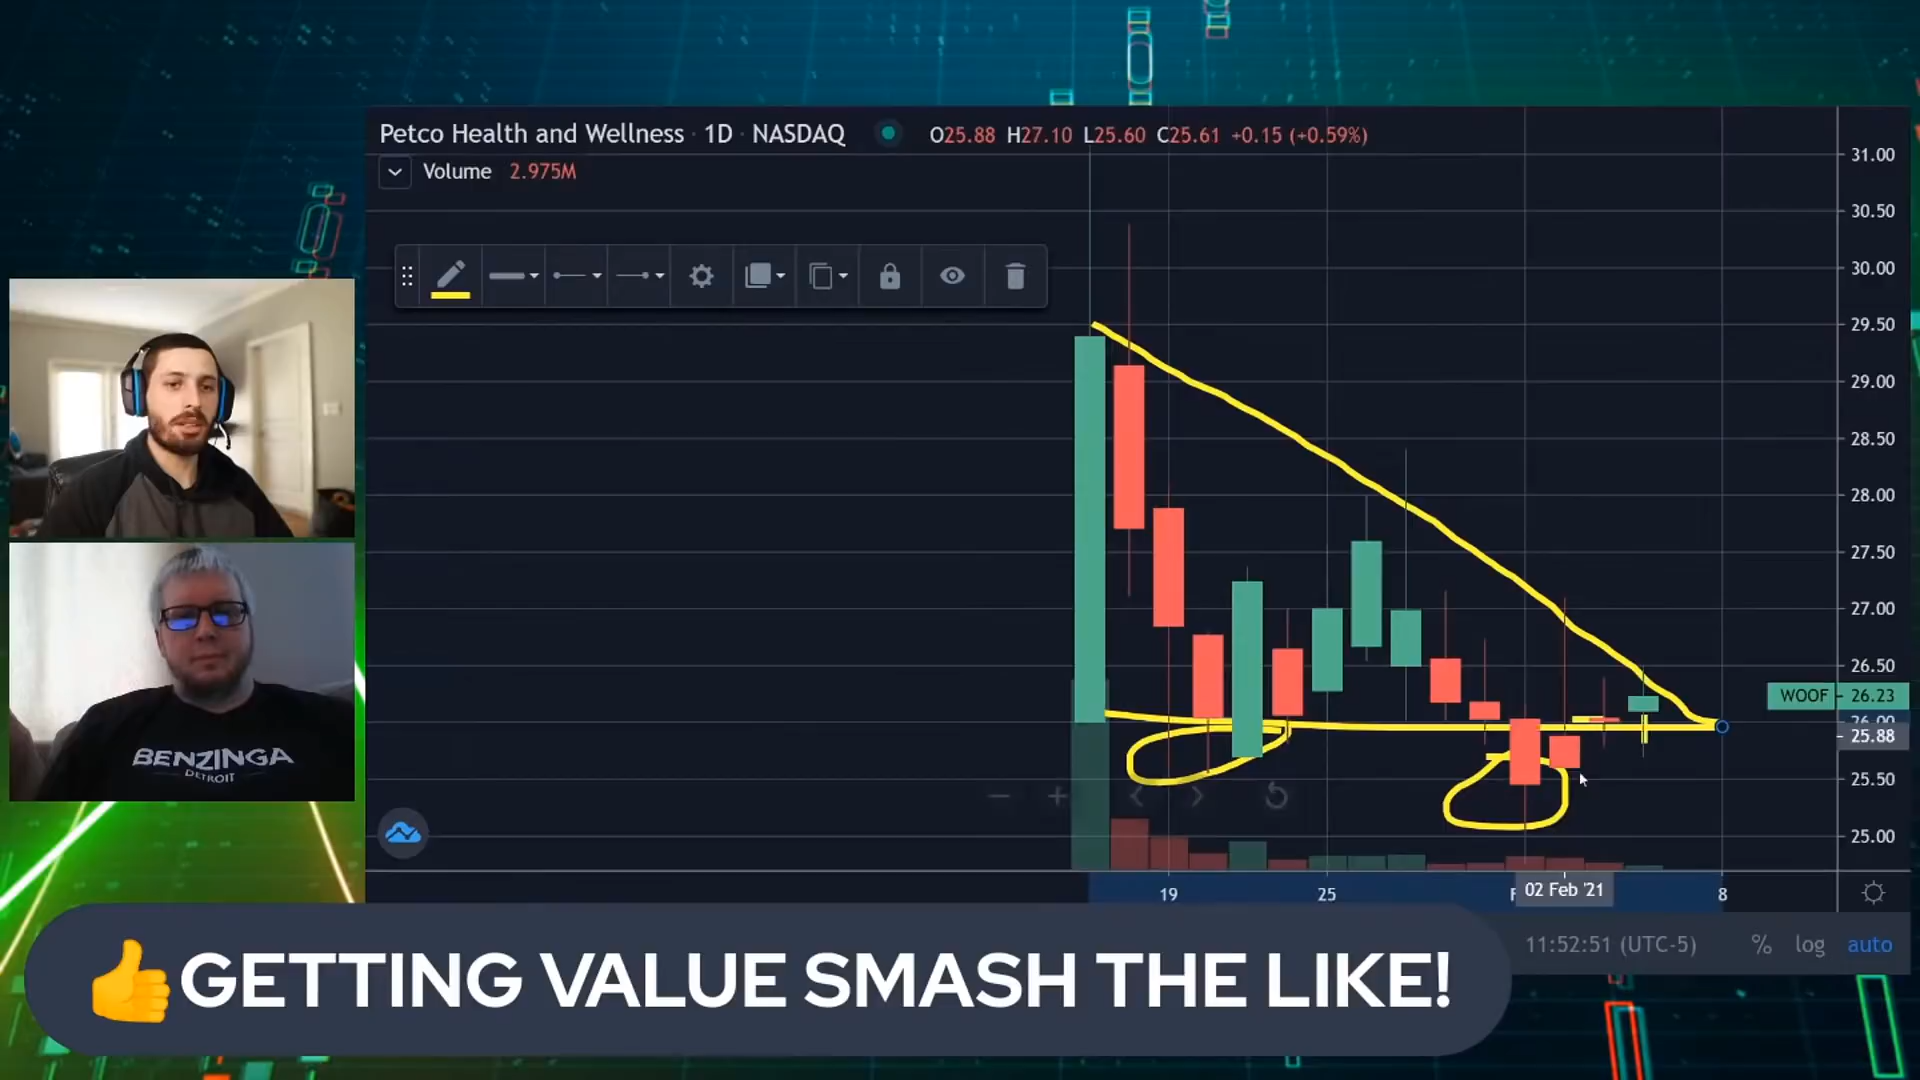 Petco Health and Wellness · 1D · NASDAQ O25.88 H27.10 L25.60 C25.61 +0.15 (+0.59%)
Volume 2.975M
31.00
30.50
30.00
29.50
29.00
28.50
28.00
27.50
27.00
26.50
WOOF 26.23
26.00
25.88
25.50
25.00
BENZINGA
DETROIT
19 25 F 02 Feb '21 8
11:52:51 (UTC-5) % log auto
👍GETTING VALUE SMASH THE LIKE!